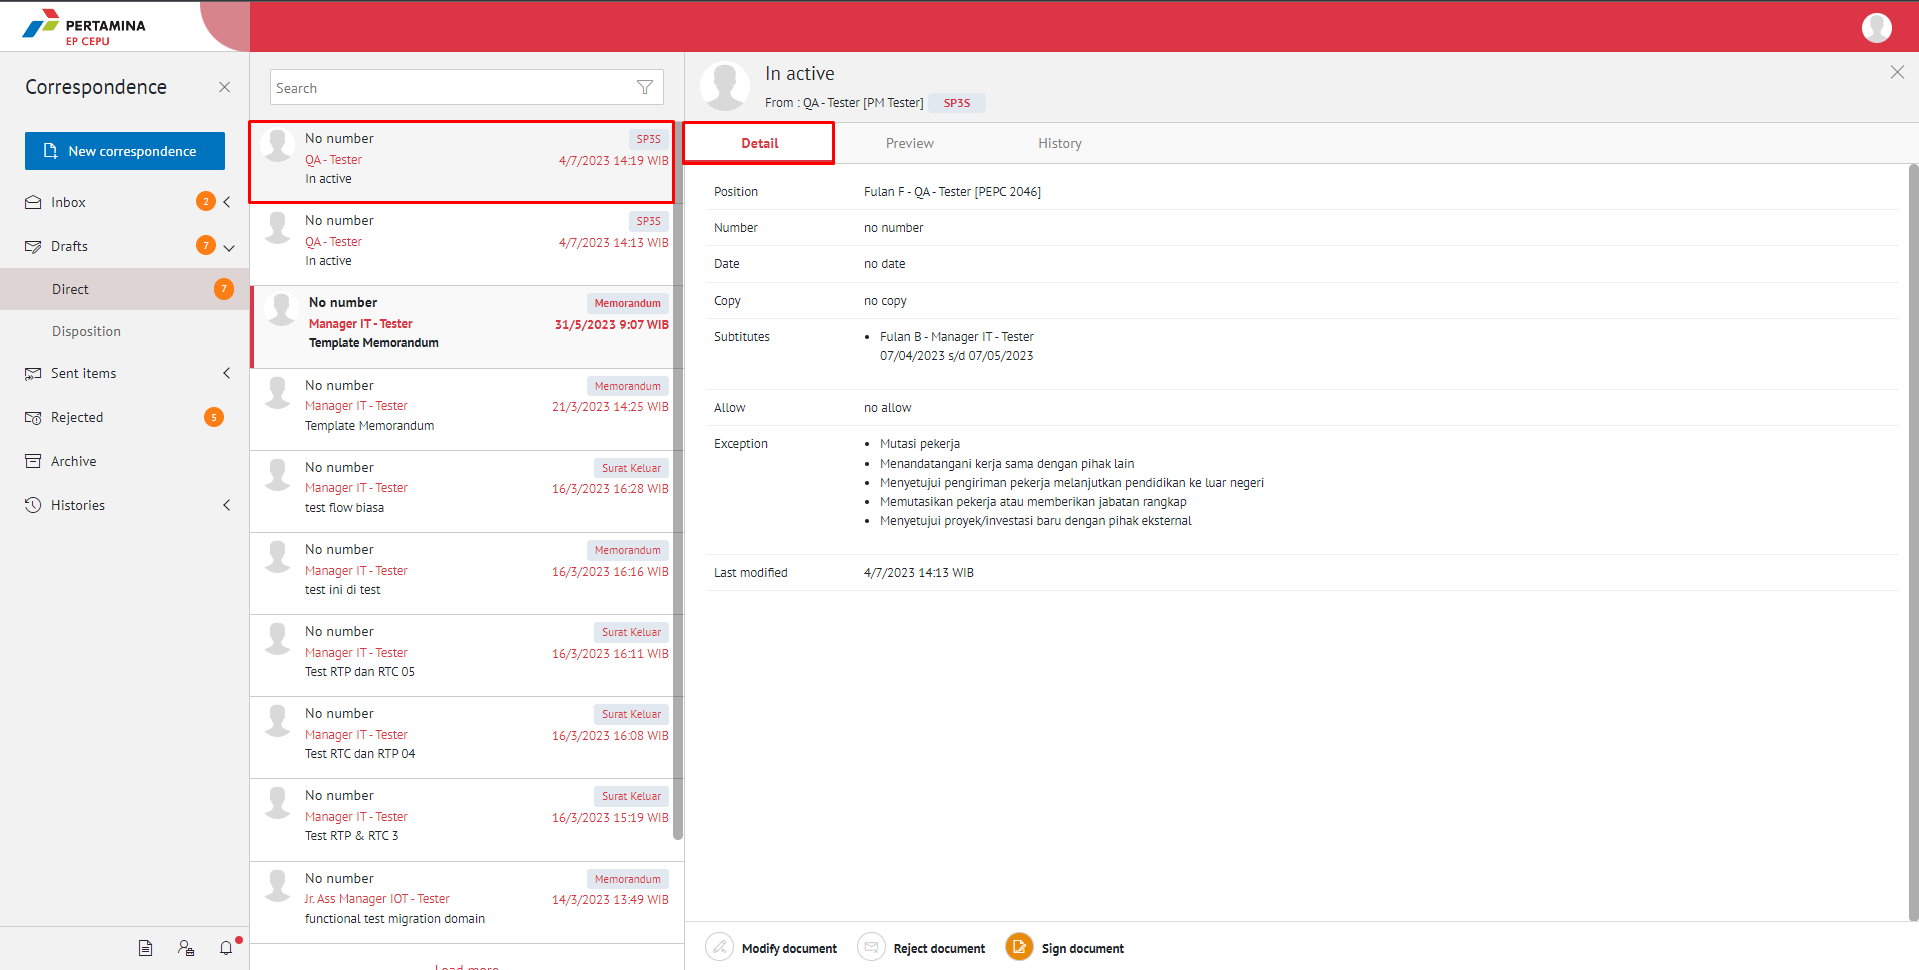 PERTAMINA
EP CEPU
Correspondence
New correspondence
Inbox 2
Drafts 7
Direct 7
Disposition
Sent items
Rejected 5
Archive
Histories
Search
No number SP3S
QA - Tester 4/7/2023 14:19 WIB
In active
No number SP3S
QA - Tester 4/7/2023 14:13 WIB
In active
No number Memorandum
Manager IT - Tester 31/5/2023 9:07 WIB
Template Memorandum
No number Memorandum
Manager IT - Tester 21/3/2023 14:25 WIB
Template Memorandum
No number Surat Keluar
Manager IT - Tester 16/3/2023 16:28 WIB
test flow biasa
No number Memorandum
Manager IT - Tester 16/3/2023 16:16 WIB
test ini di test
No number Surat Keluar
Manager IT - Tester 16/3/2023 16:11 WIB
Test RTP dan RTC 05
No number Surat Keluar
Manager IT - Tester 16/3/2023 16:08 WIB
Test RTC dan RTP 04
No number Surat Keluar
Manager IT - Tester 16/3/2023 15:19 WIB
Test RTP & RTC 3
No number Memorandum
Jr. Ass Manager IOT - Tester 14/3/2023 13:49 WIB
functional test migration domain
Load more
In active
From : QA - Tester [PM Tester] SP3S
Detail Preview History
Position Fulan F - QA - Tester [PEPC 2046]
Number no number
Date no date
Copy no copy
Subtitutes • Fulan B - Manager IT - Tester
07/04/2023 s/d 07/05/2023
Allow no allow
Exception • Mutasi pekerja
• Menandatangani kerja sama dengan pihak lain
• Menyetujui pengiriman pekerja melanjutkan pendidikan ke luar negeri
• Memutasikan pekerja atau memberikan jabatan rangkap
• Menyetujui proyek/investasi baru dengan pihak eksternal
Last modified 4/7/2023 14:13 WIB
Modify document Reject document Sign document